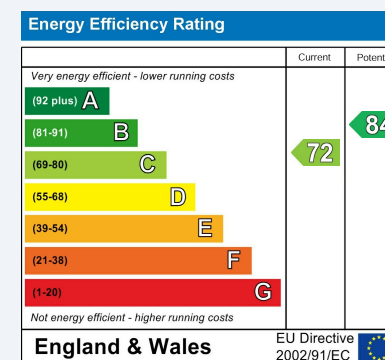 Energy Efficiency Rating
Current Potent
Very energy efficient - lower running costs
(92 plus) A
(81-91) B
84
(69-80) C
72
(55-68) D
(39-54) E
(21-38) F
(1-20) G
Not energy efficient - higher running costs
England & Wales
EU Directive
2002/91/EC